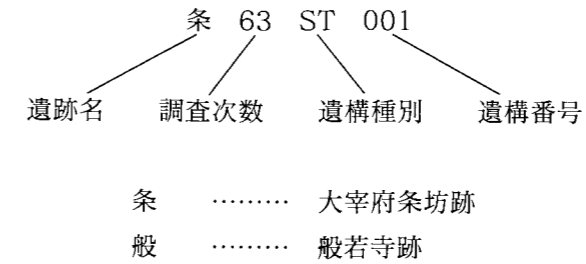 条 63 ST 001
遺跡名 調査次数 遺構種別 遺構番号
条 ……… 大宰府条坊跡
般 ……… 般若寺跡